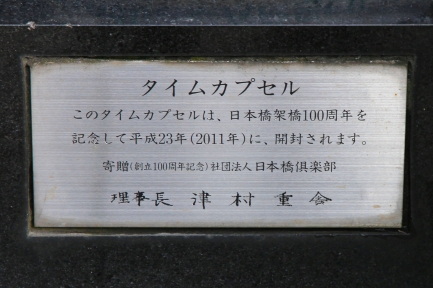 タイムカプセル
このタイムカプセルは、日本橋架橋100周年を
記念して平成23年(2011年)に、開封されます。
寄贈(創立100周年記念)社団法人日本橋倶楽部
理事長 津村重舎